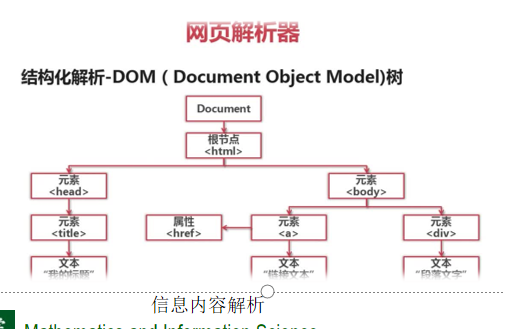 网页解析器
结构化解析-DOM ( Document Object Model)树
Document
根节点
<html>
元素
<head>
元素
<body>
元素
<title>
属性
<href>
元素
<a>
元素
<div>
文本
"我的标题"
文本
"链接文本"
文本
"段落文字"
信息内容解析
Mathematics and Information Science